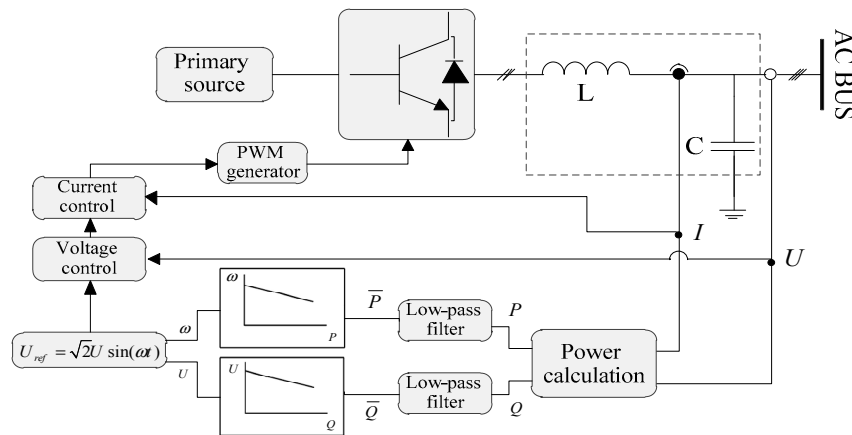 Primary
source
L
C
AC BUS
PWM
generator
Current
control
I
Voltage
control
U
ω
P
P̅
Low-pass
filter
P
U_ref = √2U sin(ωt)
ω
U
Power
calculation
U
Q
Q̅
Low-pass
filter
Q